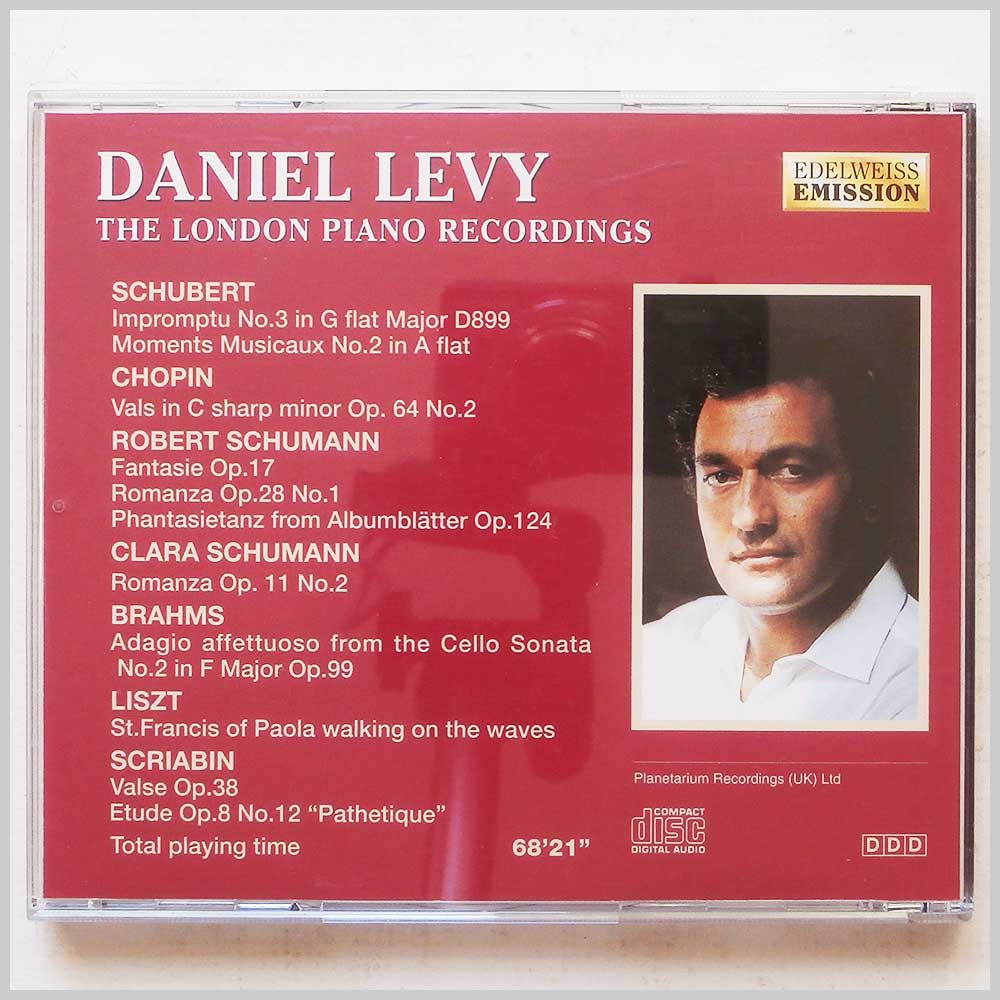 DANIEL LEVY
THE LONDON PIANO RECORDINGS
EDELWEISS
EMISSION
SCHUBERT
Impromptu No.3 in G flat Major D899
Moments Musicaux No.2 in A flat
CHOPIN
Vals in C sharp minor Op. 64 No.2
ROBERT SCHUMANN
Fantasie Op.17
Romanza Op.28 No.1
Phantasietanz from Albumblätter Op.124
CLARA SCHUMANN
Romanza Op. 11 No.2
BRAHMS
Adagio affettuoso from the Cello Sonata
No.2 in F Major Op.99
LISZT
St.Francis of Paola walking on the waves
SCRIABIN
Valse Op.38
Etude Op.8 No.12 “Pathetique”
Total playing time 68’21”
Planetarium Recordings (UK) Ltd
COMPACT
disc
DIGITAL AUDIO
DDD